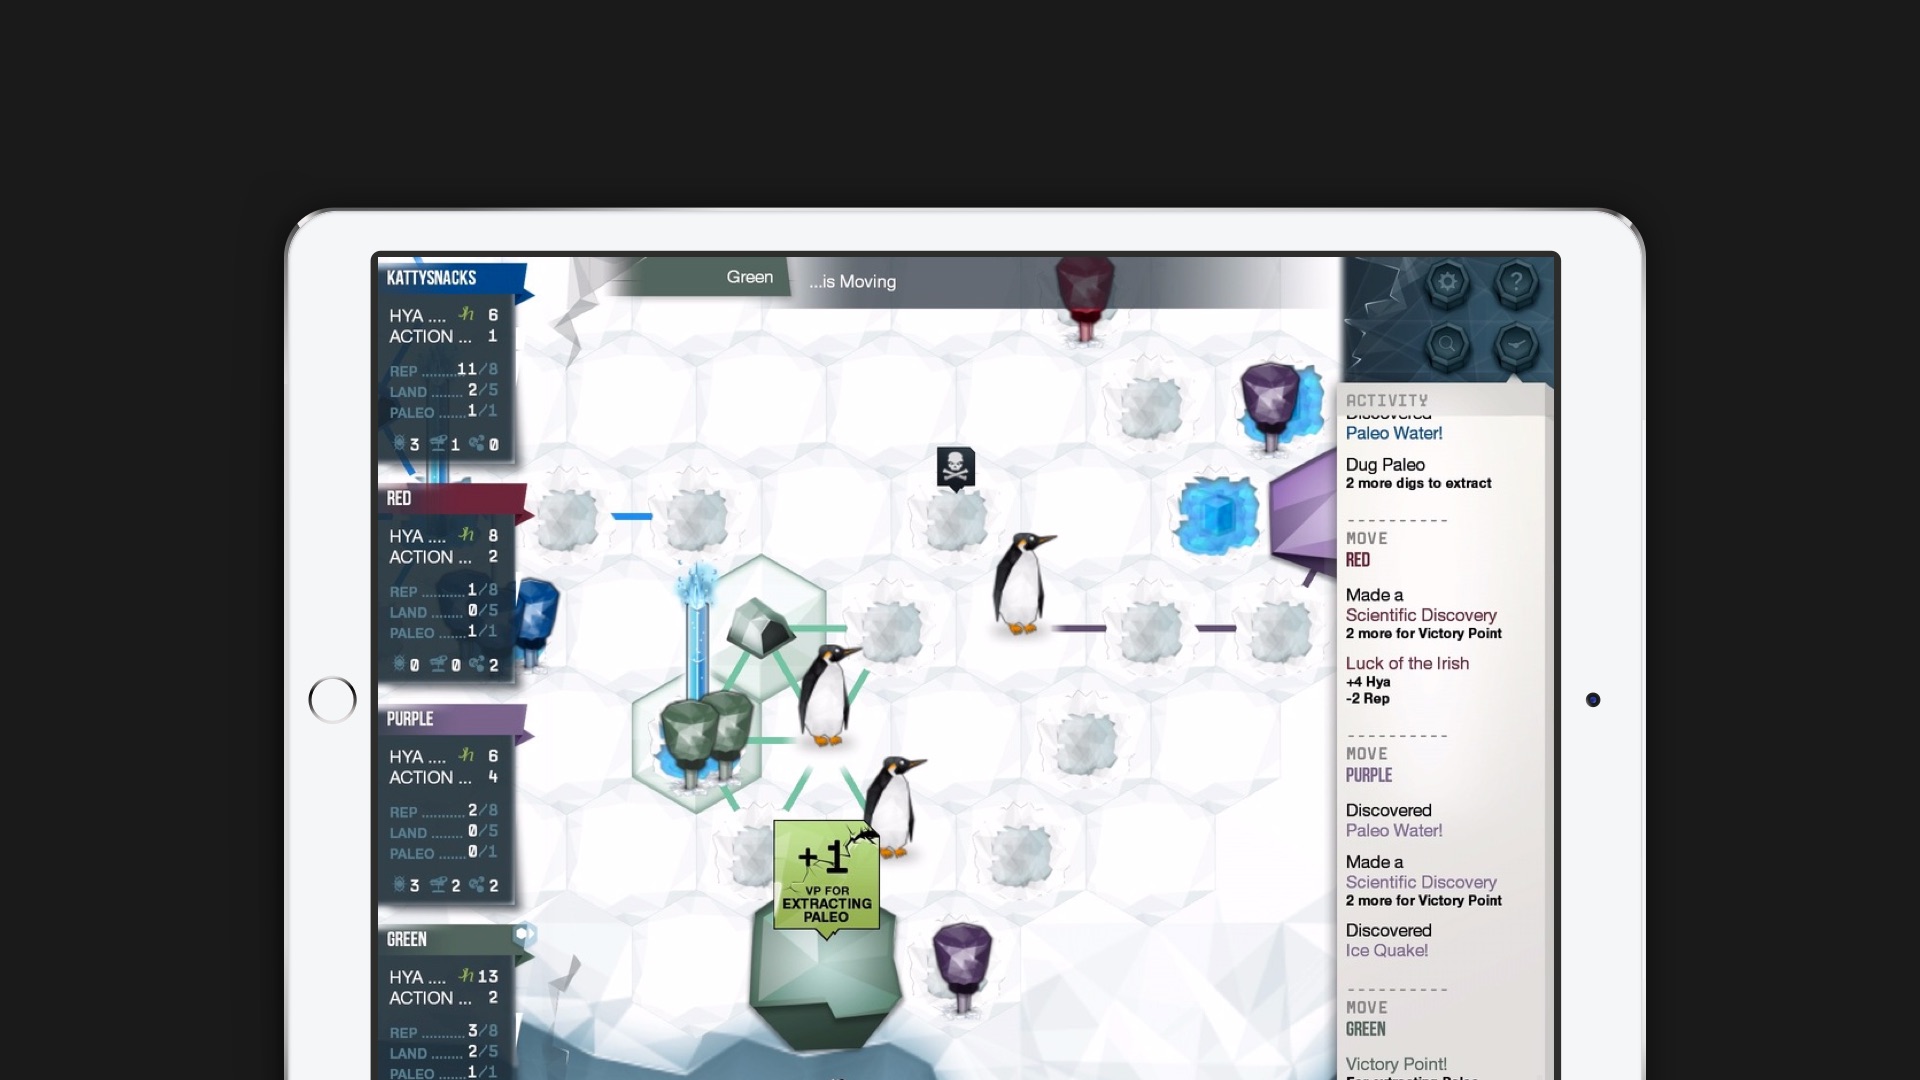 KATTYSNACKS
HYA .... 6
ACTION ... 1
REP ......... 11/8
LAND ........ 2/5
PALEO ...... 1/1
3 1 0
RED
HYA .... 8
ACTION ... 2
REP ........... 1/8
LAND ........ 0/5
PALEO ...... 1/1
0 0 2
PURPLE
HYA .... 6
ACTION ... 4
REP ........... 2/8
LAND ........ 0/5
PALEO ....... 0/1
3 2 2
GREEN
HYA .... 13
ACTION ... 2
REP ........... 3/8
LAND ........ 2/5
PALEO ....... 1/1
Green ...is Moving
+1
VP FOR
EXTRACTING
PALEO
?
ACTIVITY
Discovered
Paleo Water!
Dug Paleo
2 more digs to extract
----------
MOVE
RED
Made a
Scientific Discovery
2 more for Victory Point
Luck of the Irish
+4 Hya
-2 Rep
----------
MOVE
PURPLE
Discovered
Paleo Water!
Made a
Scientific Discovery
2 more for Victory Point
Discovered
Ice Quake!
----------
MOVE
GREEN
Victory Point!
For extracting Paleo